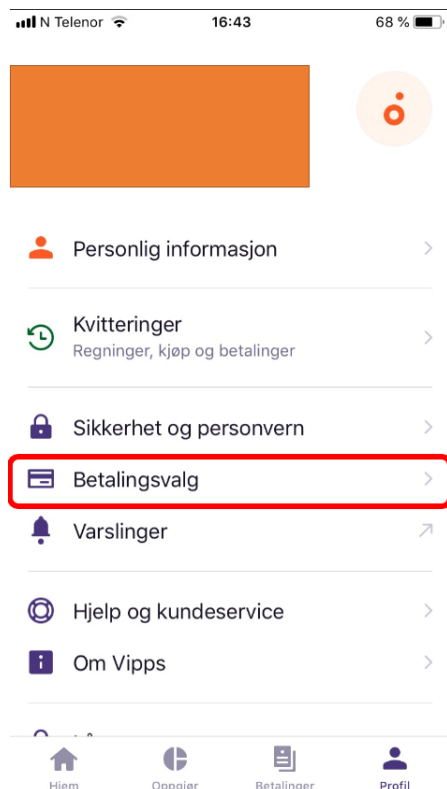 N Telenor 16:43 68 %
Personlig informasjon
Kvitteringer
Regninger, kjøp og betalinger
Sikkerhet og personvern
Betalingsvalg
Varslinger
Hjelp og kundeservice
Om Vipps
Hjem Oppgjør Betalinger Profil